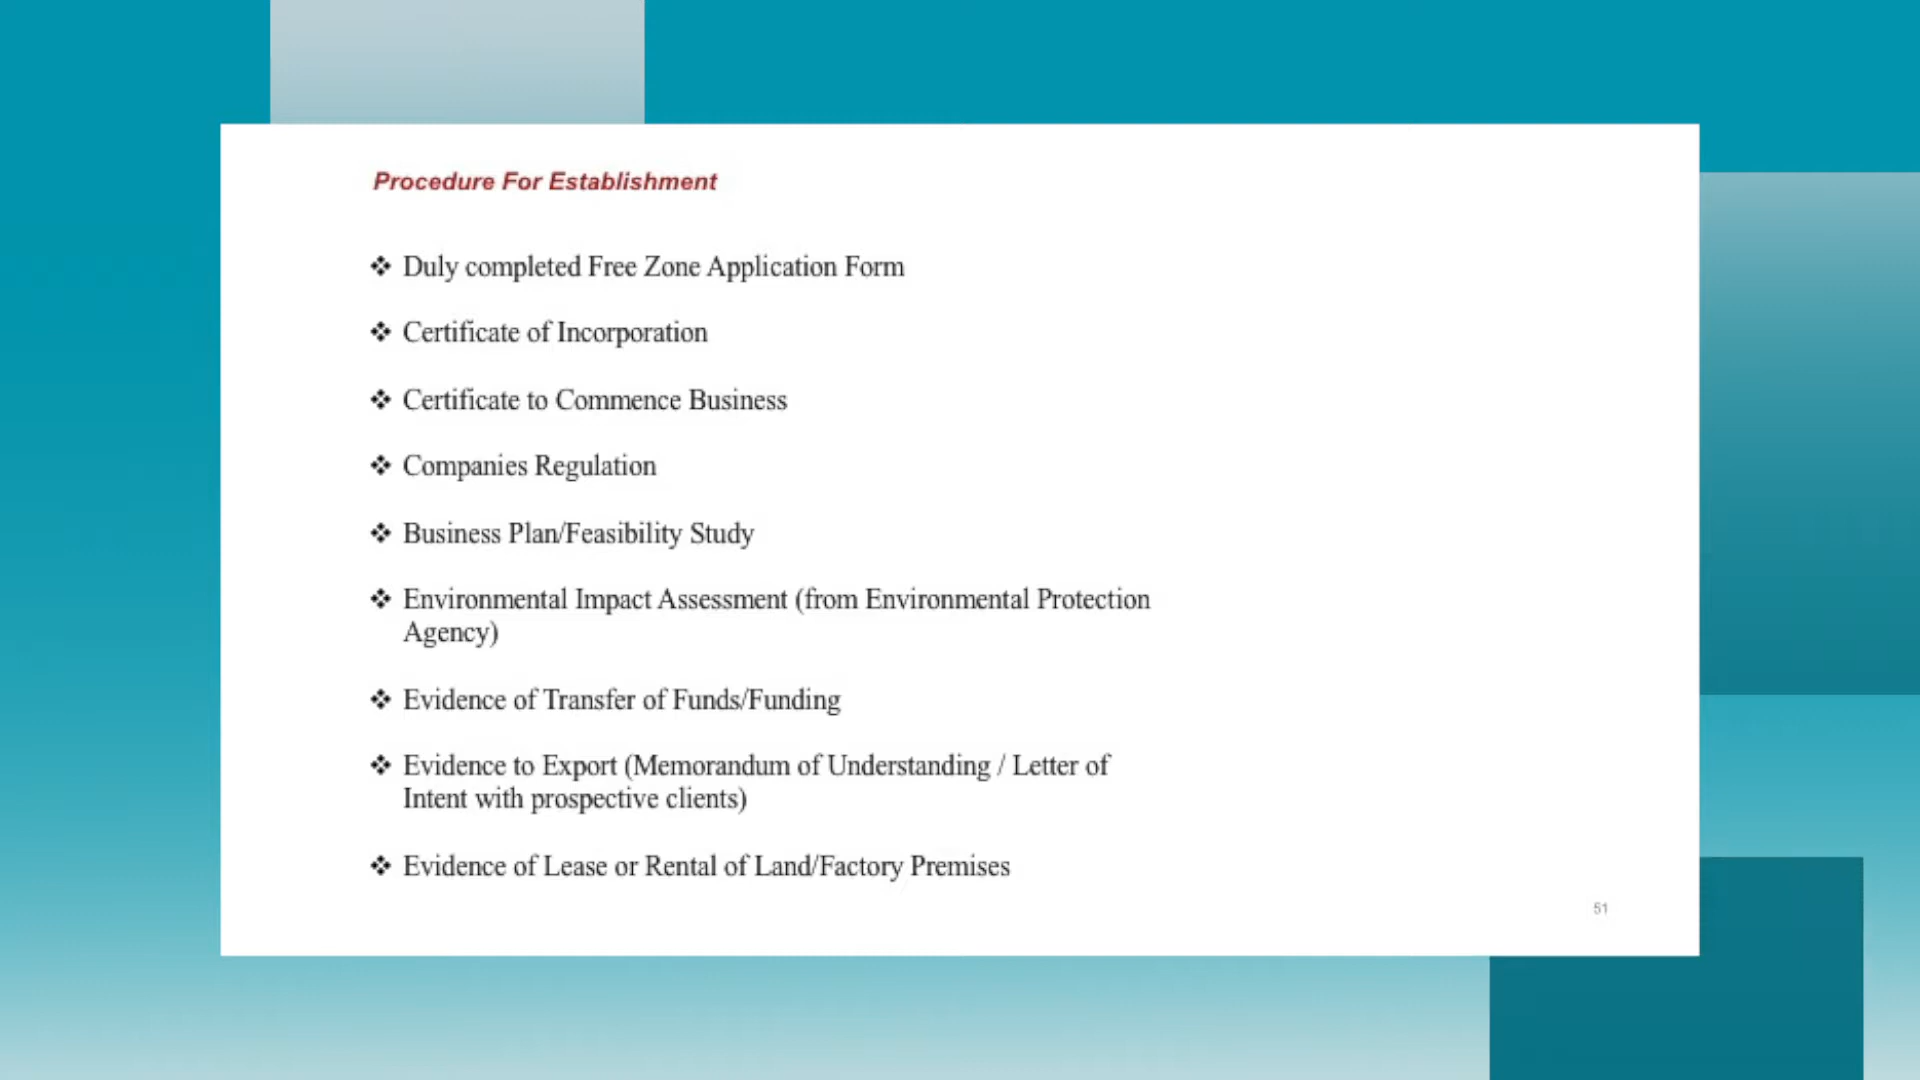 Procedure For Establishment
❖ Duly completed Free Zone Application Form
❖ Certificate of Incorporation
❖ Certificate to Commence Business
❖ Companies Regulation
❖ Business Plan/Feasibility Study
❖ Environmental Impact Assessment (from Environmental Protection
Agency)
❖ Evidence of Transfer of Funds/Funding
❖ Evidence to Export (Memorandum of Understanding / Letter of
Intent with prospective clients)
❖ Evidence of Lease or Rental of Land/Factory Premises
51